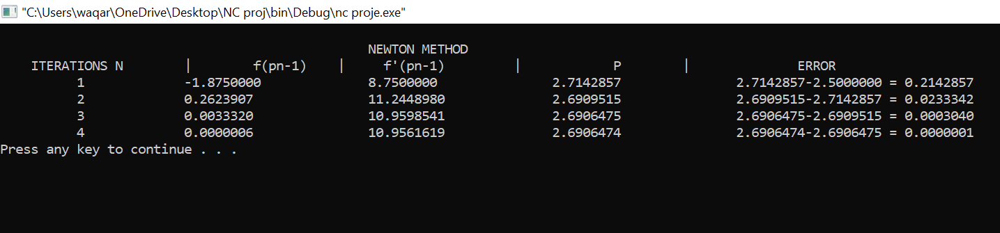 "C:\Users\waqar\OneDrive\Desktop\NC proj\bin\Debug\nc proje.exe"
NEWTON METHOD
ITERATIONS N | f(pn-1) | f'(pn-1) | P | ERROR
1 -1.8750000 8.7500000 2.7142857 2.7142857-2.5000000 = 0.2142857
2 0.2623907 11.2448980 2.6909515 2.6909515-2.7142857 = 0.0233342
3 0.0033320 10.9598541 2.6906475 2.6906475-2.6909515 = 0.0003040
4 0.0000006 10.9561619 2.6906474 2.6906474-2.6906475 = 0.0000001
Press any key to continue . . .